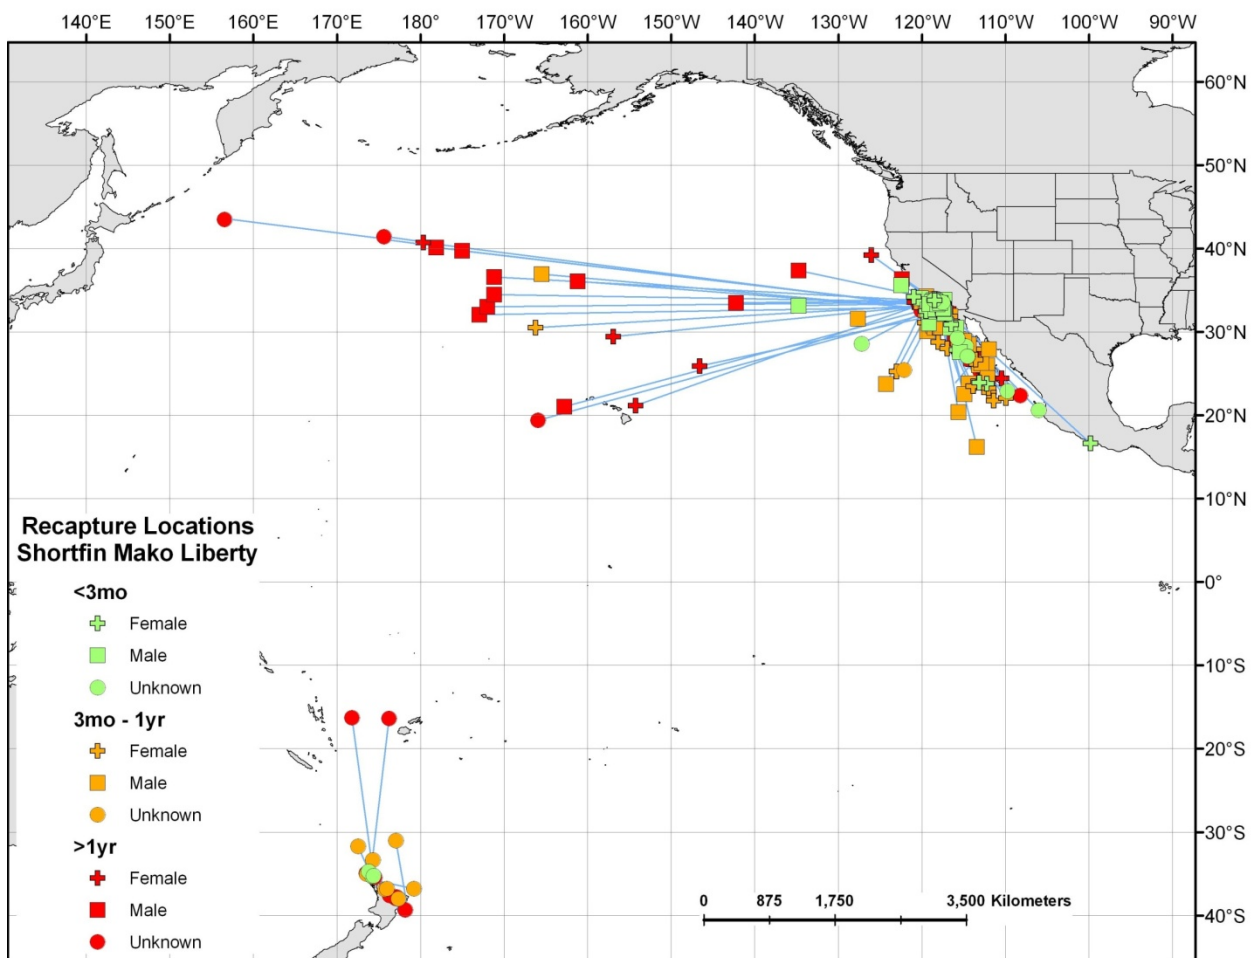 140°W 150°W 160°W 170°W 180° 170°W 160°W 150°W 140°W 130°W 120°W 110°W 100°W 90°W
60°N
50°N
40°N
30°N
20°N
10°N
0°
10°S
20°S
30°S
40°S
Recapture Locations
Shortfin Mako Liberty
<3mo
Female
Male
Unknown
3mo - 1yr
Female
Male
Unknown
>1yr
Female
Male
Unknown
0 875 1,750 3,500 Kilometers